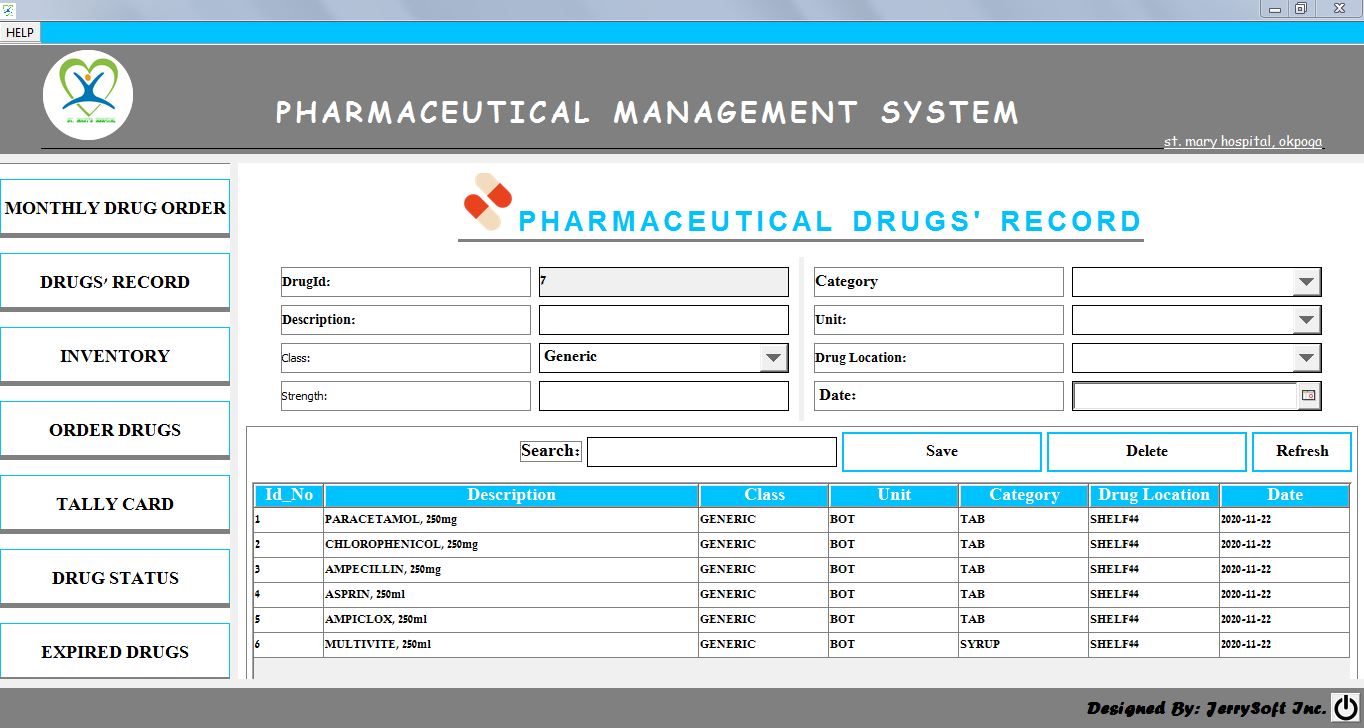 HELP
PHARMACEUTICAL MANAGEMENT SYSTEM
st. mary hospital, okpoga
MONTHLY DRUG ORDER
DRUGS' RECORD
INVENTORY
ORDER DRUGS
TALLY CARD
DRUG STATUS
EXPIRED DRUGS
PHARMACEUTICAL DRUGS' RECORD
DrugId: 7
Description:
Class: Generic
Strength:
Category
Unit:
Drug Location:
Date:
Search: Save Delete Refresh
Id_No Description Class Unit Category Drug Location Date
1 PARACETAMOL, 250mg GENERIC BOT TAB SHELF44 2020-11-22
2 CHLOROPHENICOL, 250mg GENERIC BOT TAB SHELF44 2020-11-22
3 AMPECILLIN, 250mg GENERIC BOT TAB SHELF44 2020-11-22
4 ASPRIN, 250ml GENERIC BOT TAB SHELF44 2020-11-22
5 AMPICLOX, 250ml GENERIC BOT TAB SHELF44 2020-11-22
6 MULTIVITE, 250ml GENERIC BOT SYRUP SHELF44 2020-11-22
Designed By: JerrySoft Inc.